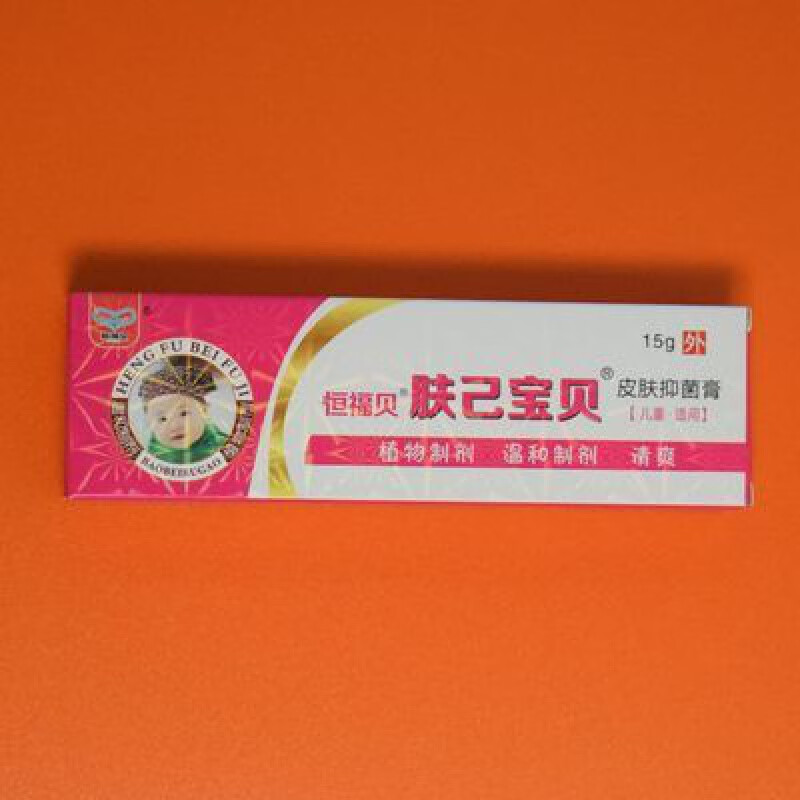 HENG FU BEI FU JI
BAOBEISUGAO
15g 外
恒福贝® 肤己宝贝® 皮肤抑菌膏
【儿童·适用】
植物制剂 温和制剂 清爽